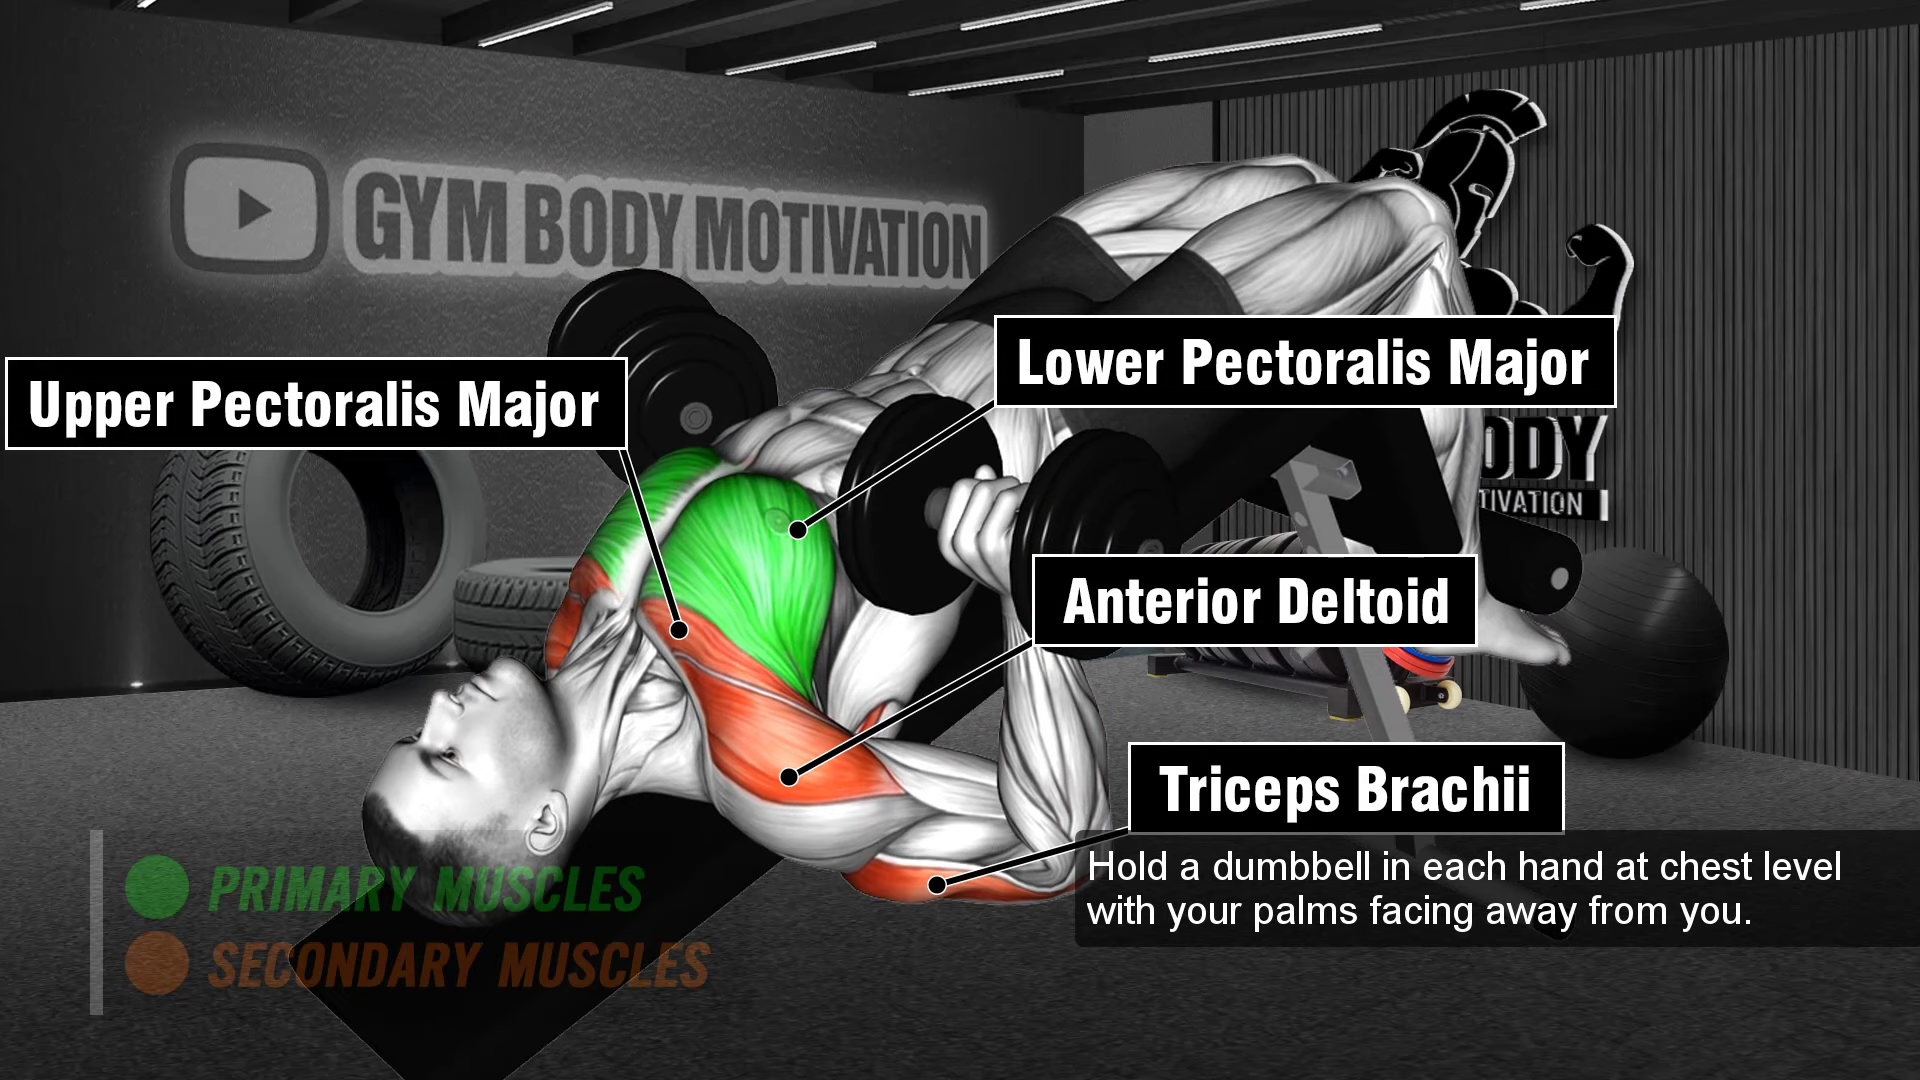 GYM BODY MOTIVATION
Lower Pectoralis Major
Upper Pectoralis Major
ODY
TIVATION
Anterior Deltoid
Triceps Brachii
Hold a dumbbell in each hand at chest level
with your palms facing away from you.
PRIMARY MUSCLES
SECONDARY MUSCLES